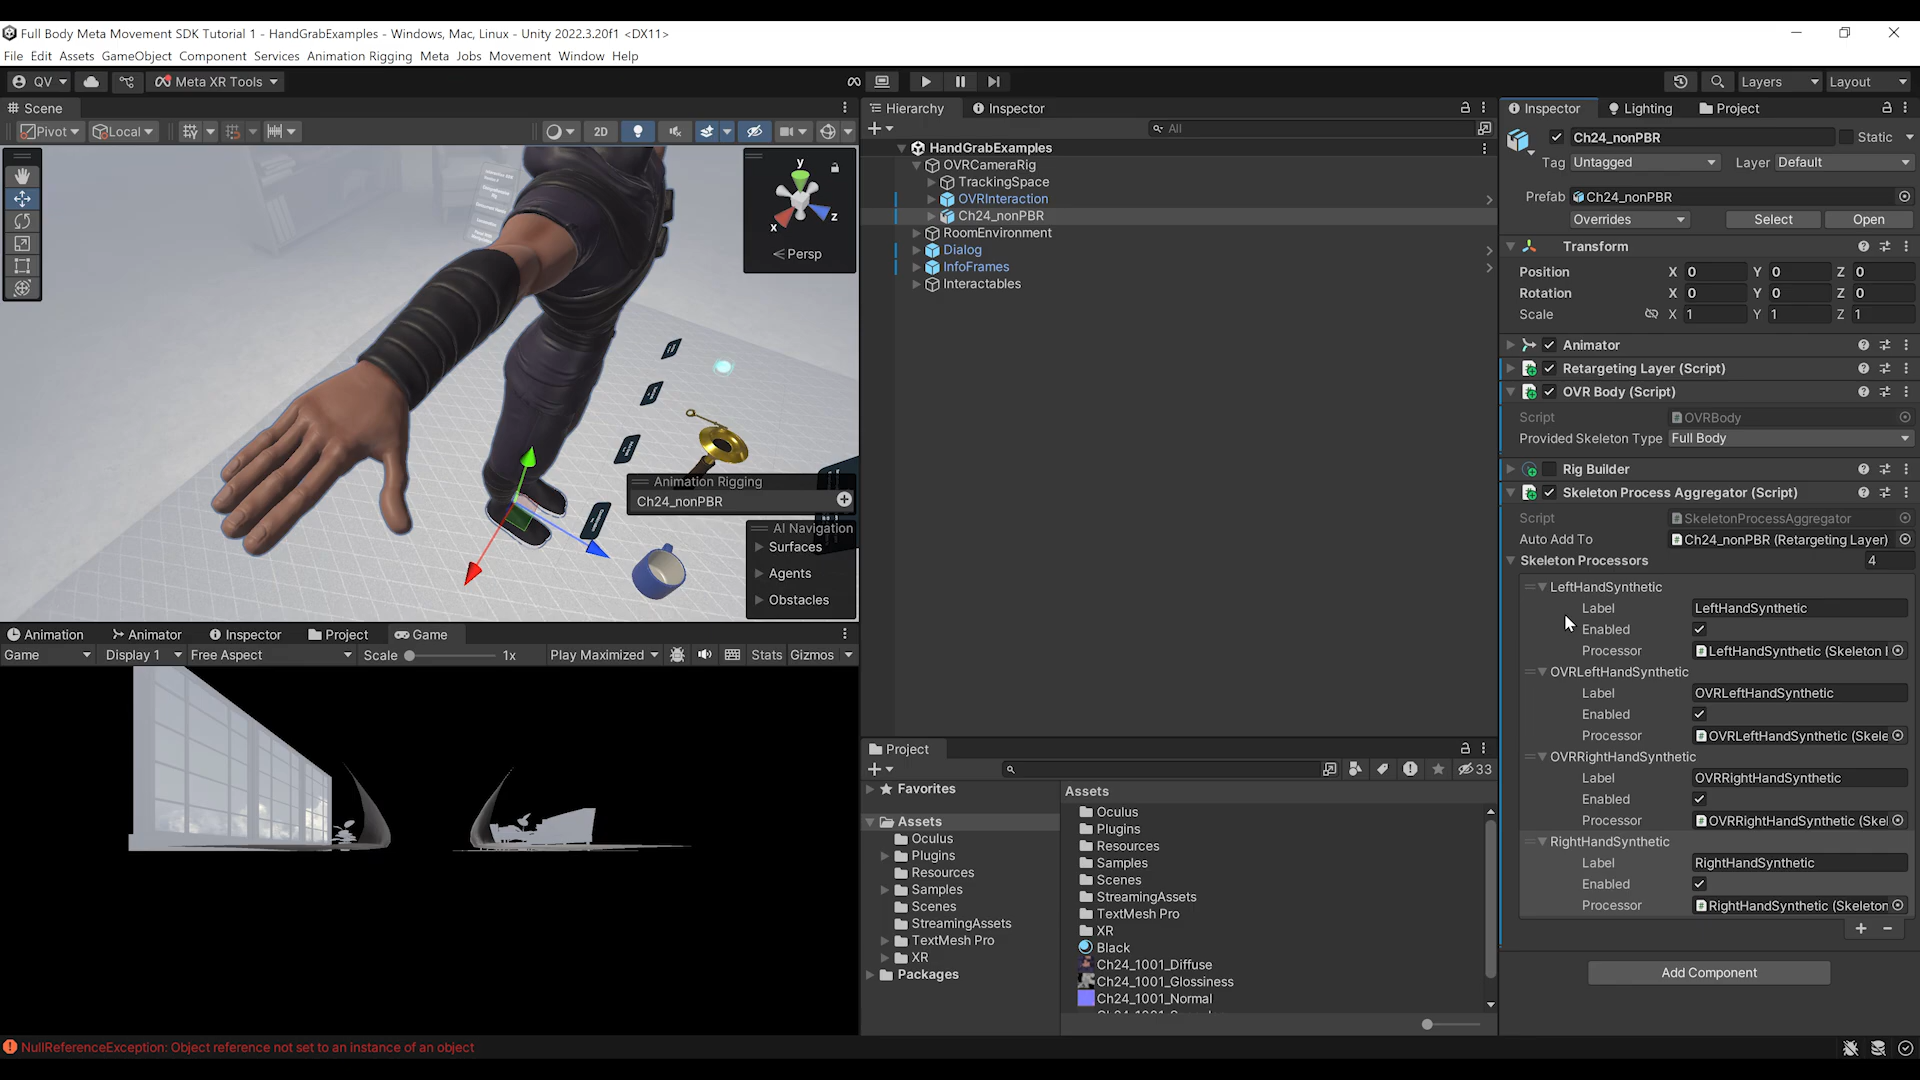 Full Body Meta Movement SDK Tutorial 1 - HandGrabExamples - Windows, Mac, Linux - Unity 2022.3.20f1 <DX11>
File Edit Assets GameObject Component Services Animation Rigging Meta Jobs Movement Window Help
QV Meta XR Tools Layers Layout
Scene
Pivot Local 2D
y
x
z
Persp
Animation Rigging
Ch24_nonPBR
AI Navigation
Surfaces
Agents
Obstacles
Animation Animator Inspector Project Game
Game Display 1 Free Aspect Scale 1x Play Maximized Stats Gizmos
Hierarchy Inspector
All
HandGrabExamples
OVRCameraRig
TrackingSpace
OVRInteraction
Ch24_nonPBR
RoomEnvironment
Dialog
InfoFrames
Interactables
Project
33
Favorites
Assets
Oculus
Plugins
Resources
Samples
Scenes
StreamingAssets
TextMesh Pro
XR
Packages
Assets
Oculus
Plugins
Resources
Samples
Scenes
StreamingAssets
TextMesh Pro
XR
Black
Ch24_1001_Diffuse
Ch24_1001_Glossiness
Ch24_1001_Normal
Inspector Lighting Project
Ch24_nonPBR Static
Tag Untagged Layer Default
Prefab Ch24_nonPBR
Overrides Select Open
Transform
Position X 0 Y 0 Z 0
Rotation X 0 Y 0 Z 0
Scale X 1 Y 1 Z 1
Animator
Retargeting Layer (Script)
OVR Body (Script)
Script OVRBody
Provided Skeleton Type Full Body
Rig Builder
Skeleton Process Aggregator (Script)
Script SkeletonProcessAggregator
Auto Add To Ch24_nonPBR (Retargeting Layer)
Skeleton Processors 4
LeftHandSynthetic
Label LeftHandSynthetic
Enabled
Processor LeftHandSynthetic (Skeleton
OVRLeftHandSynthetic
Label OVRLeftHandSynthetic
Enabled
Processor OVRLeftHandSynthetic (Skele
OVRRightHandSynthetic
Label OVRRightHandSynthetic
Enabled
Processor OVRRightHandSynthetic (Skel
RightHandSynthetic
Label RightHandSynthetic
Enabled
Processor RightHandSynthetic (Skeleton
Add Component
NullReferenceException: Object reference not set to an instance of an object